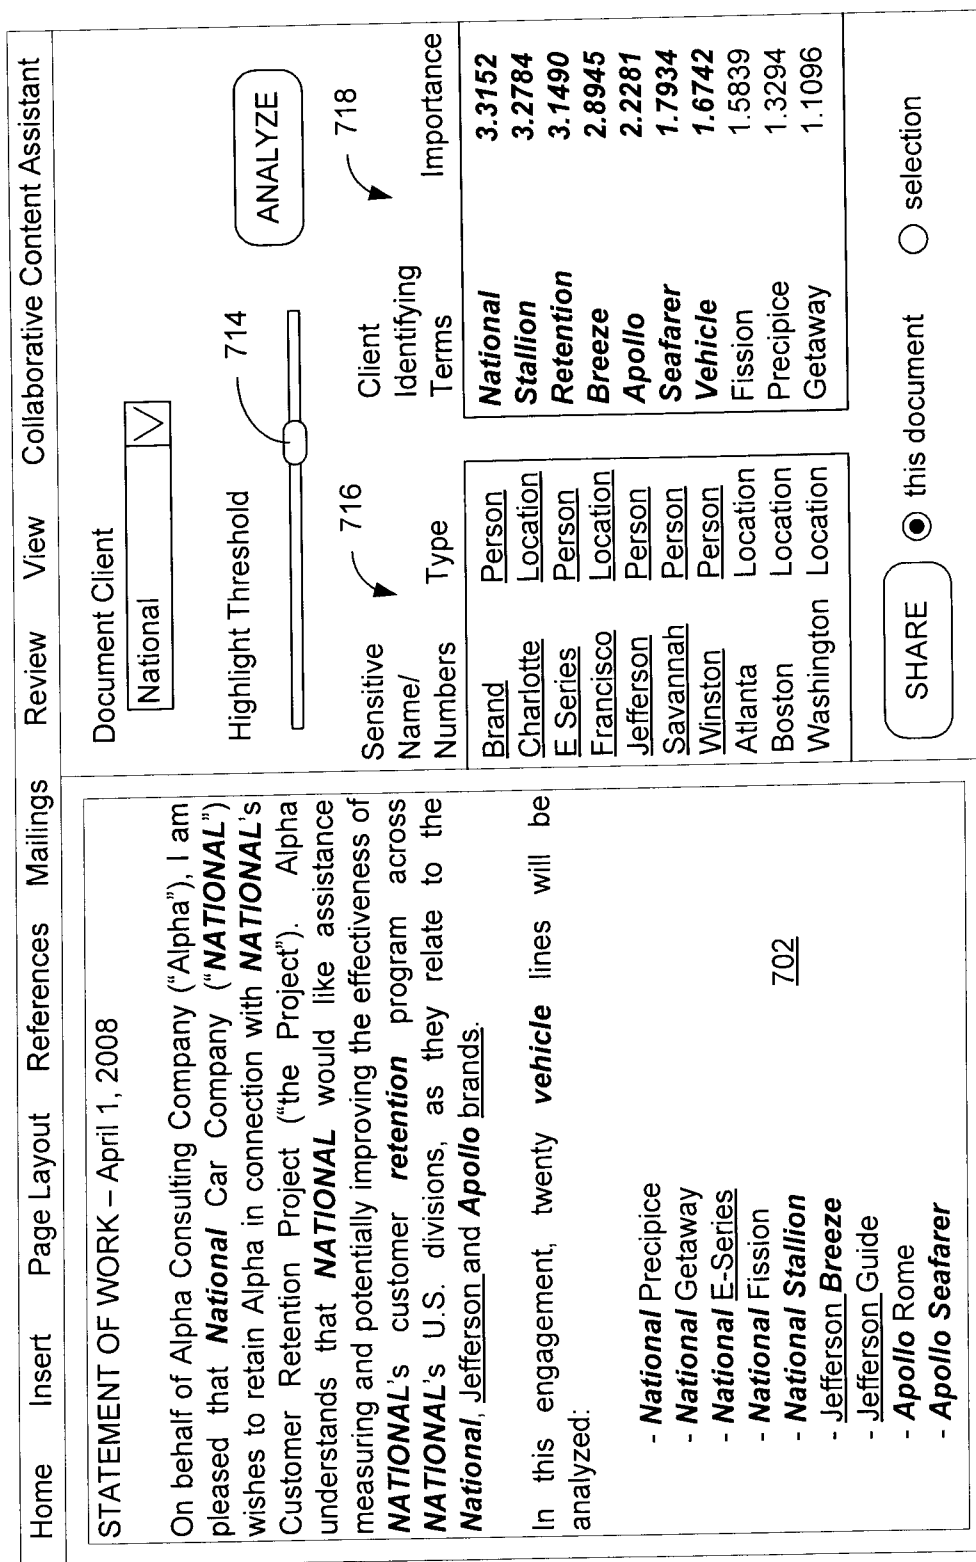 Home Insert Page Layout References Mailings Review View Collaborative Content Assistant
STATEMENT OF WORK – April 1, 2008
On behalf of Alpha Consulting Company (“Alpha”), I am
pleased that National Car Company (“NATIONAL”)
wishes to retain Alpha in connection with NATIONAL’s
Customer Retention Project (“the Project”). Alpha
understands that NATIONAL would like assistance
measuring and potentially improving the effectiveness of
NATIONAL’s customer retention program across
NATIONAL’s U.S. divisions, as they relate to the
National, Jefferson and Apollo brands.
In this engagement, twenty vehicle lines will be
analyzed:
- National Precipice
- National Getaway
- National E-Series
- National Fission
- National Stallion
- Jefferson Breeze
- Jefferson Guide
- Apollo Rome
- Apollo Seafarer
702
Document Client
National
Highlight Threshold
714
ANALYZE
716
718
Sensitive
Name/
Numbers Type
Brand Person
Charlotte Location
E Series Person
Francisco Location
Jefferson Person
Savannah Person
Winston Person
Atlanta Location
Boston Location
Washington Location
Client
Identifying
Terms Importance
National 3.3152
Stallion 3.2784
Retention 3.1490
Breeze 2.8945
Apollo 2.2281
Seafarer 1.7934
Vehicle 1.6742
Fission 1.5839
Precipice 1.3294
Getaway 1.1096
SHARE this document selection